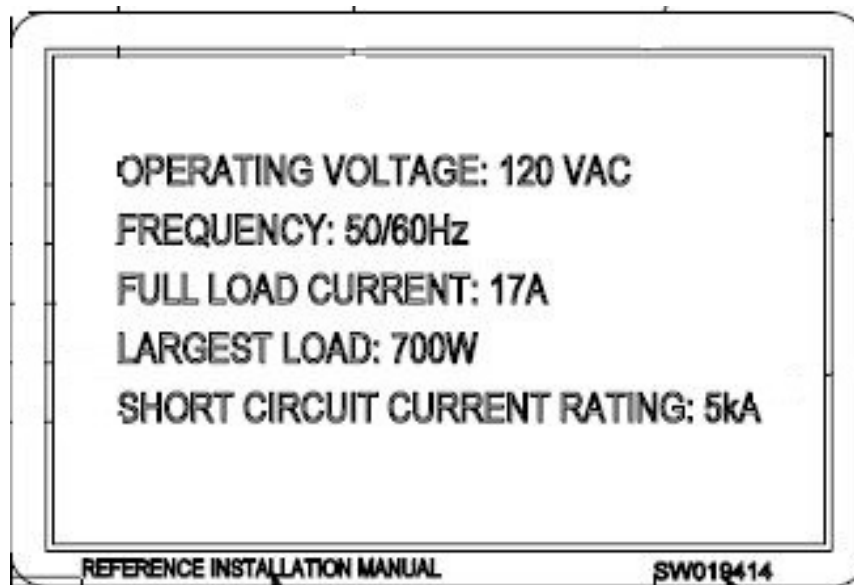 OPERATING VOLTAGE: 120 VAC
FREQUENCY: 50/60Hz
FULL LOAD CURRENT: 17A
LARGEST LOAD: 700W
SHORT CIRCUIT CURRENT RATING: 5kA
REFERENCE INSTALLATION MANUAL
SW019414